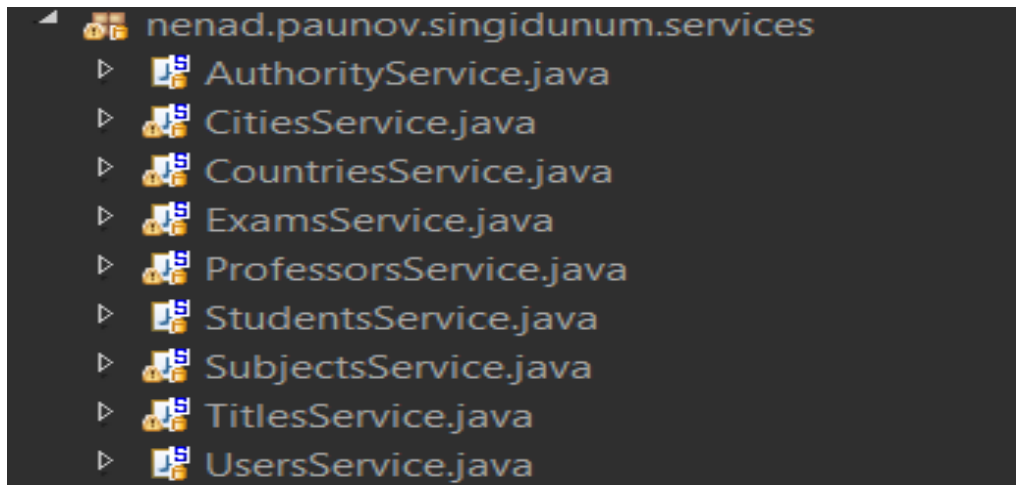 nenad.paunov.singidunum.services
AuthorityService.java
CitiesService.java
CountriesService.java
ExamsService.java
ProfessorsService.java
StudentsService.java
SubjectsService.java
TitlesService.java
UsersService.java